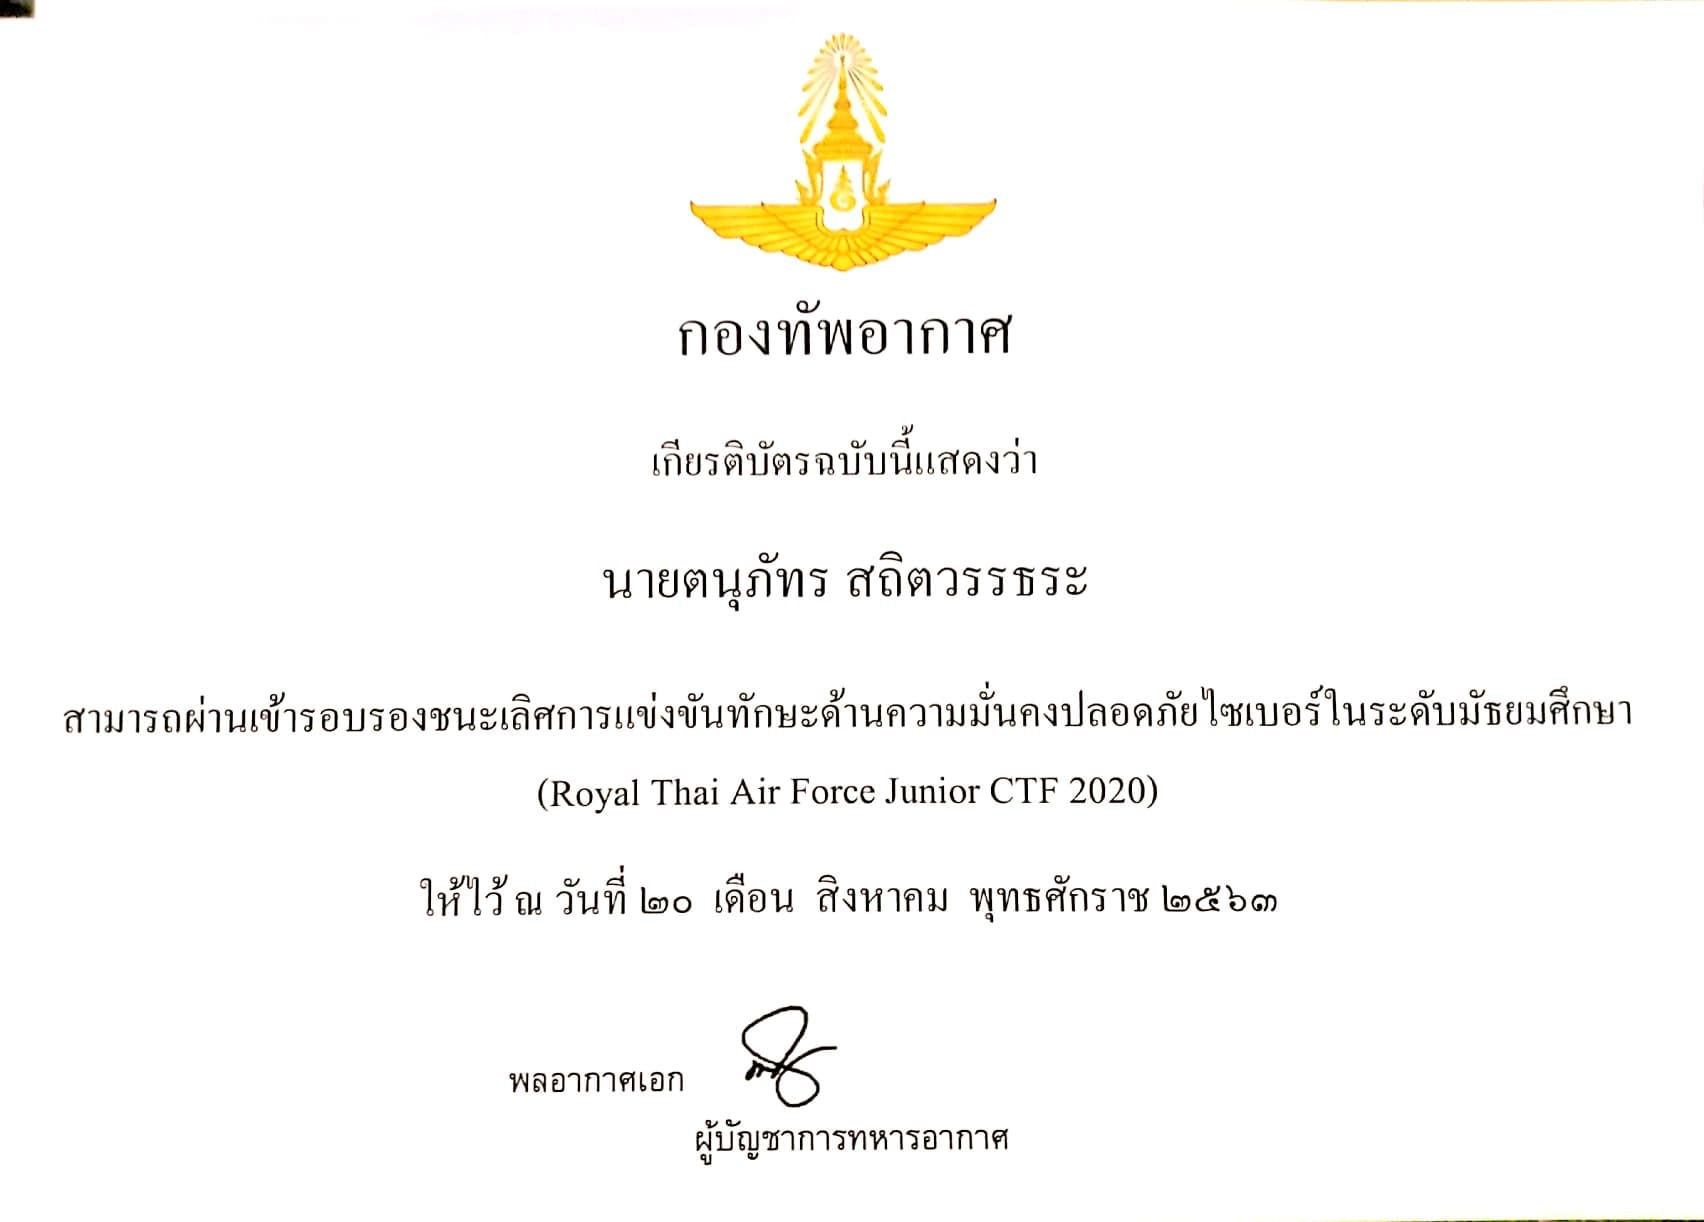 กองทัพอากาศ
เกียรติบัตรฉบับนี้แสดงว่า
นายตนุภัทร สถิตวรรธระ
สามารถผ่านเข้ารอบรองชนะเลิศการแข่งขันทักษะด้านความมั่นคงปลอดภัยไซเบอร์ในระดับมัธยมศึกษา
(Royal Thai Air Force Junior CTF 2020)
ให้ไว้ ณ วันที่ ๒๐ เดือน สิงหาคม พุทธศักราช ๒๕๖๓
พลอากาศเอก
ผู้บัญชาการทหารอากาศ